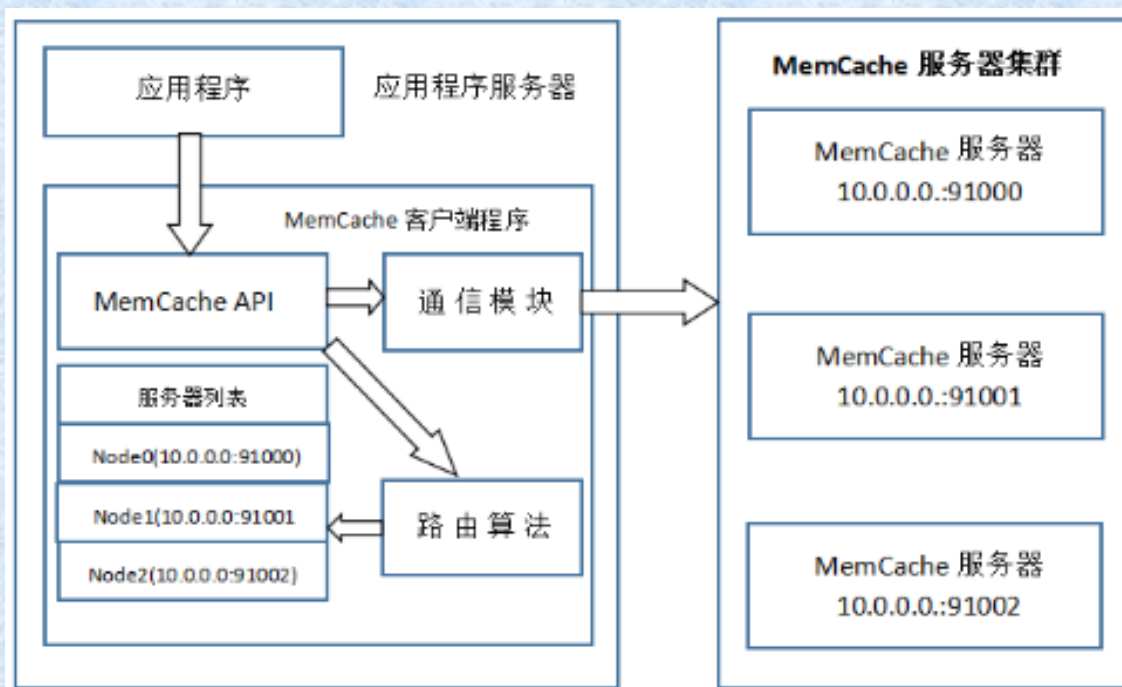 应用程序
应用程序服务器
MemCache 客户端程序
MemCache API
通信模块
服务器列表
Node0(10.0.0.0:91000)
Node1(10.0.0.0:91001
Node2(10.0.0.0:91002)
路由算法
MemCache 服务器集群
MemCache 服务器
10.0.0.0.:91000
MemCache 服务器
10.0.0.0.:91001
MemCache 服务器
10.0.0.0.:91002